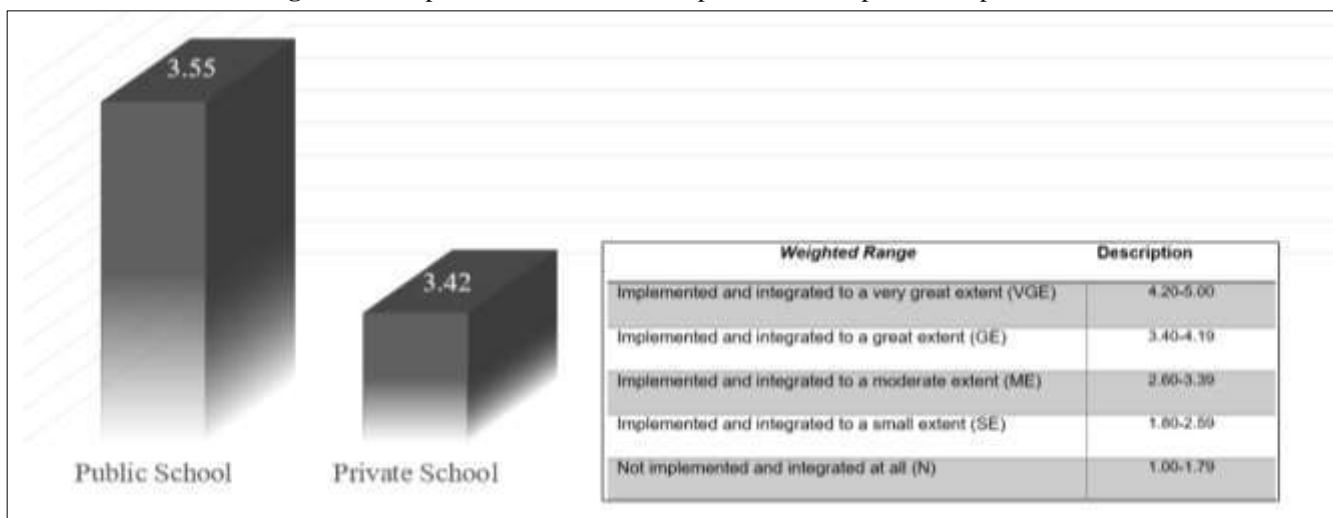 3.55
3.42
Public School
Private School
Weighted Range Description
Implemented and integrated to a very great extent (VGE) 4.20-5.00
Implemented and integrated to a great extent (GE) 3.40-4.19
Implemented and integrated to a moderate extent (ME) 2.60-3.39
Implemented and integrated to a small extent (SE) 1.80-2.59
Not implemented and integrated at all (N) 1.00-1.79